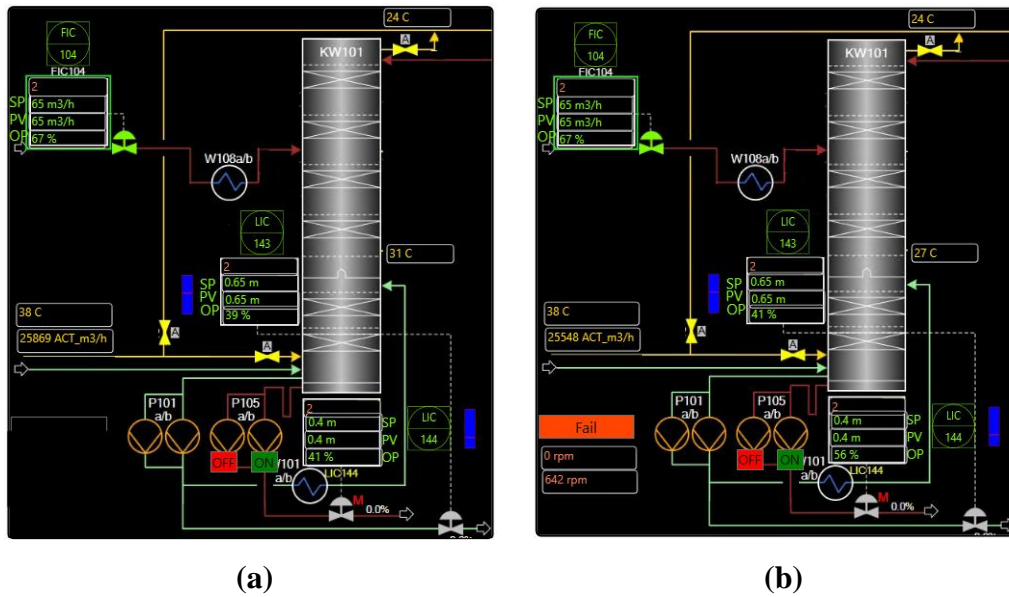 24 C
FIC
104
FIC104
KW101
A
2
SP 65 m3/h
PV 65 m3/h
OP 67 %
W108a/b
LIC
143
31 C
2
SP 0.65 m
PV 0.65 m
OP 39 %
38 C
25869 ACT_m3/h
A
A
P101
a/b
P105
a/b
2
0.4 m SP
0.4 m PV
41 % OP
LIC
144
OFF
ON
101
a/b
LIC144
M
0.0%
(a)
24 C
FIC
104
FIC104
KW101
A
2
SP 65 m3/h
PV 65 m3/h
OP 67 %
W108a/b
LIC
143
27 C
2
SP 0.65 m
PV 0.65 m
OP 41 %
38 C
25548 ACT_m3/h
A
A
P101
a/b
P105
a/b
2
0.4 m SP
0.4 m PV
56 % OP
LIC
144
Fail
0 rpm
642 rpm
OFF
ON
101
a/b
LIC144
M
0.0%
(b)